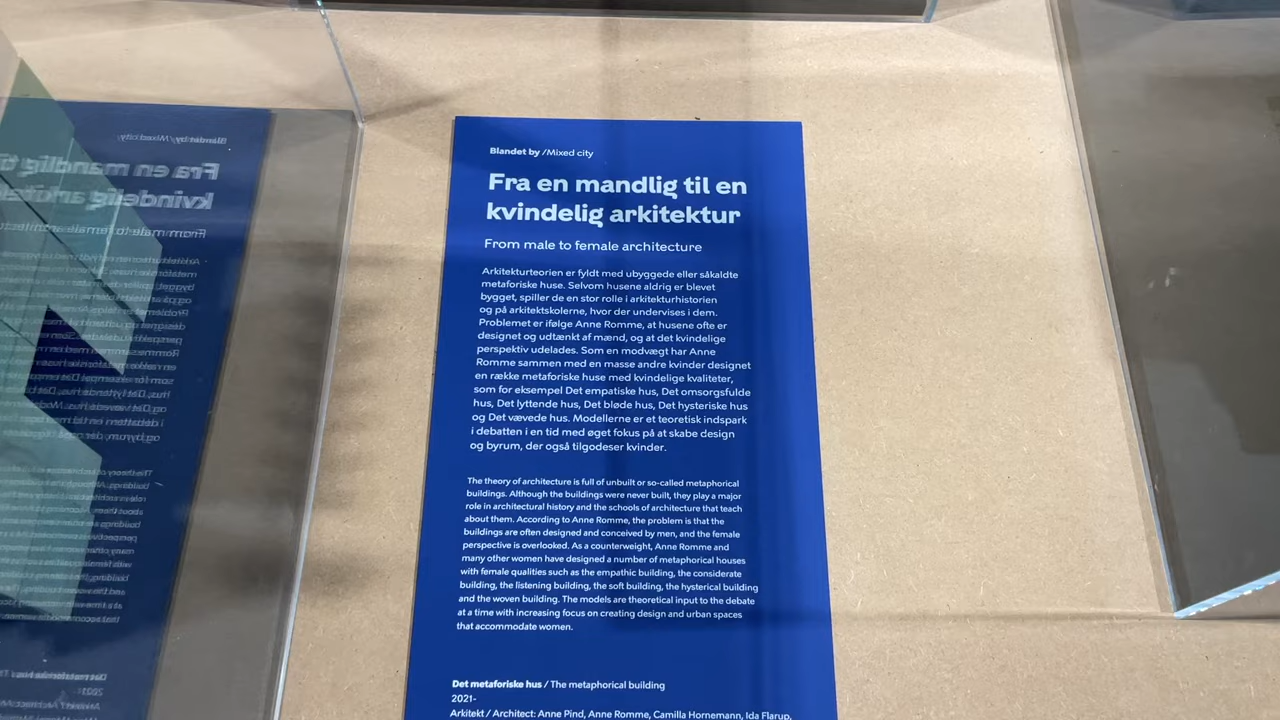 Blandet by /Mixed city
Fra en mandlig til en
kvindelig arkitektur
From male to female architecture
Arkitekturteorien er fyldt med ubyggede eller såkaldte
metaforiske huse. Selvom husene aldrig er blevet
bygget, spiller de en stor rolle i arkitekturhistorien
og på arkitektskolerne, hvor der undervises i dem.
Problemet er ifølge Anne Romme, at husene ofte er
designet og udtænkt af mænd, og at det kvindelige
perspektiv udelades. Som en modvægt har Anne
Romme sammen med en masse andre kvinder designet
en række metaforiske huse med kvindelige kvaliteter,
som for eksempel Det empatiske hus, Det omsorgsfulde
hus, Det lyttende hus, Det bløde hus, Det hysteriske hus
og Det vævede hus. Modellerne er et teoretisk indspark
i debatten i en tid med øget fokus på at skabe design
og byrum, der også tilgodeser kvinder.
The theory of architecture is full of unbuilt or so-called metaphorical
buildings. Although the buildings were never built, they play a major
role in architectural history and the schools of architecture that teach
about them. According to Anne Romme, the problem is that the
buildings are often designed and conceived by men, and the female
perspective is overlooked. As a counterweight, Anne Romme and
many other women have designed a number of metaphorical houses
with female qualities such as the empathic building, the considerate
building, the listening building, the soft building, the hysterical building
and the woven building. The models are theoretical input to the debate
at a time with increasing focus on creating design and urban spaces
that accommodate women.
Det metaforiske hus / The metaphorical building
2021-
Arkitekt / Architect: Anne Pind, Anne Romme, Camilla Hornemann, Ida Flarup,